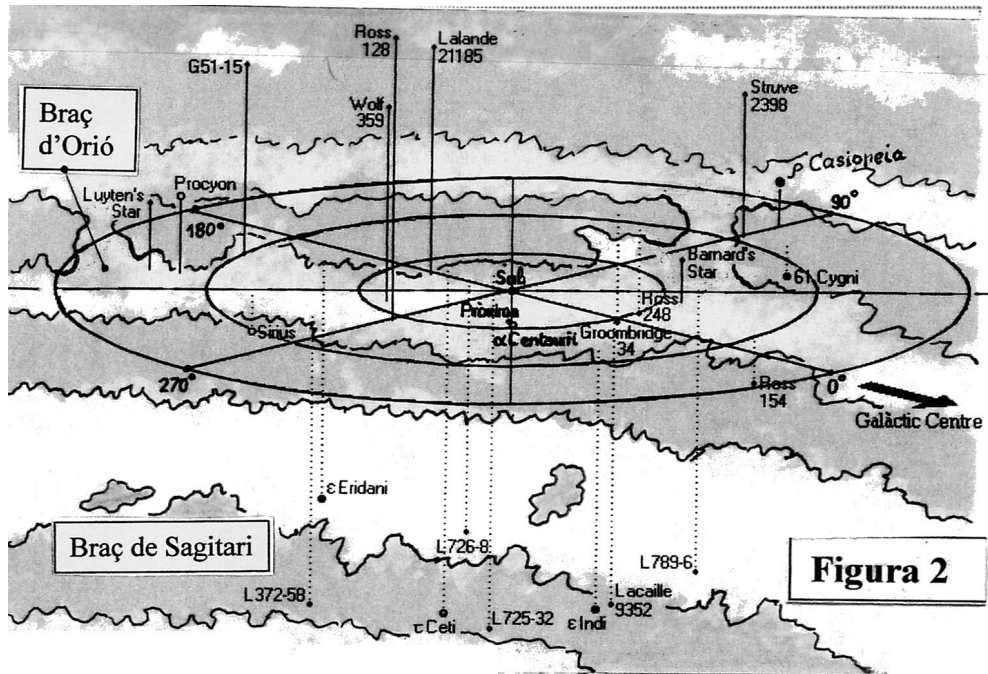 Ross
128
Lalande
21185
G51-15
Wolf
359
Struve
2398
Braç
d'Orió
Casiopeia
Luyten's
Star
Procyon
180°
90°
Barnard's
Star
61 Cygni
Sol
Pròxima
α Centauri
Ross
248
Groombridge
34
Sirius
270°
0°
Ross
154
Galàctic Centre
ε Eridani
Braç de Sagitari
L726-8
L789-6
Figura 2
L372-58
τ Ceti
L725-32
ε Indi
Lacaille
9352